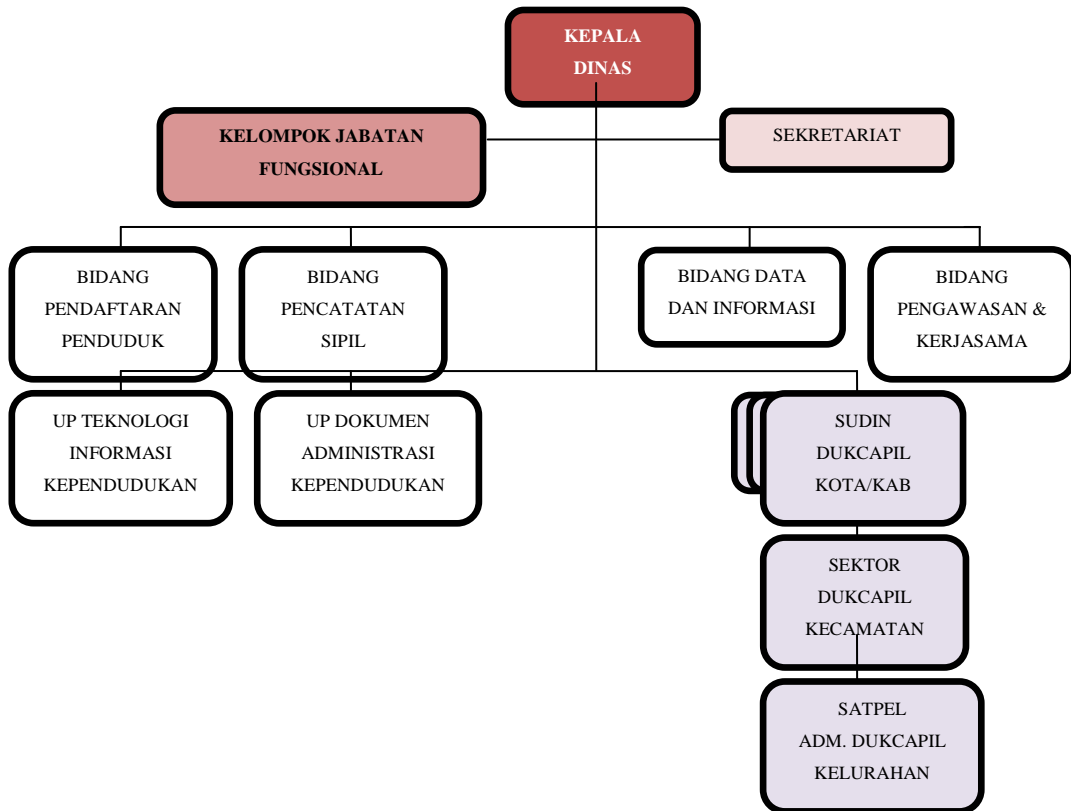 KEPALA
DINAS
KELOMPOK JABATAN
FUNGSIONAL
SEKRETARIAT
BIDANG
PENDAFTARAN
PENDUDUK
BIDANG
PENCATATAN
SIPIL
BIDANG DATA
DAN INFORMASI
BIDANG
PENGAWASAN &
KERJASAMA
UP TEKNOLOGI
INFORMASI
KEPENDUDUKAN
UP DOKUMEN
ADMINISTRASI
KEPENDUDUKAN
SUDIN
DUKCAPIL
KOTA/KAB
SEKTOR
DUKCAPIL
KECAMATAN
SATPEL
ADM. DUKCAPIL
KELURAHAN